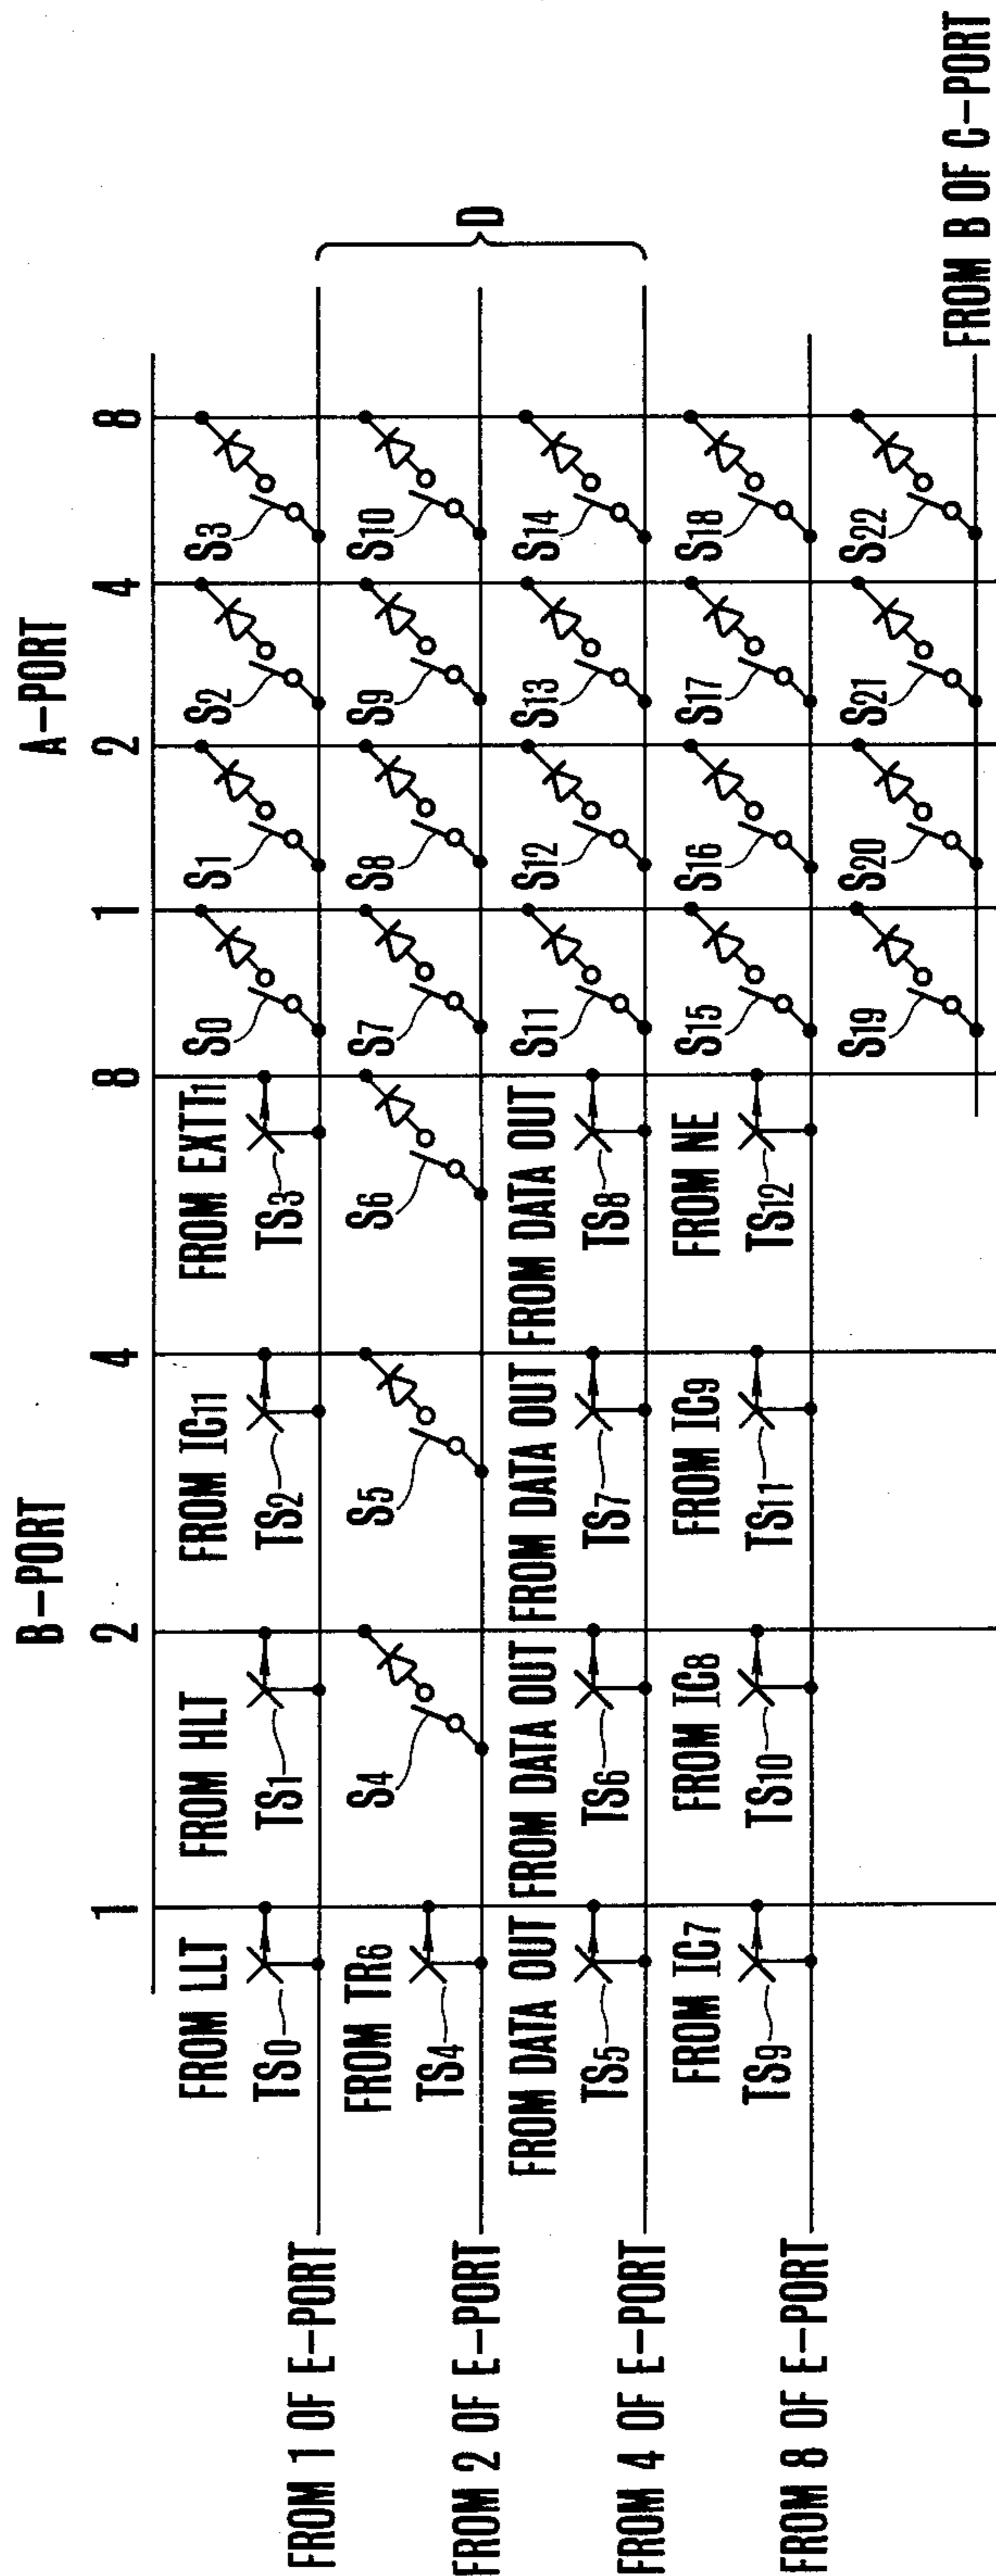 B-PORT A-PORT
1 2 4 8 1 2 4 8
FROM LLT FROM HLT FROM IC11 FROM EXTT1
TS0 TS1 TS2 TS3 S0 S1 S2 S3
FROM 1 OF E-PORT
FROM TR6
TS4 S4 S5 S6 S7 S8 S9 S10
D
FROM 2 OF E-PORT
FROM DATA OUT FROM DATA OUT FROM DATA OUT FROM DATA OUT
TS5 TS6 TS7 TS8 S11 S12 S13 S14
FROM 4 OF E-PORT
FROM IC7 FROM IC8 FROM IC9 FROM NE
TS9 TS10 TS11 TS12 S15 S16 S17 S18
FROM 8 OF E-PORT
S19 S20 S21 S22
FROM B OF C-PORT